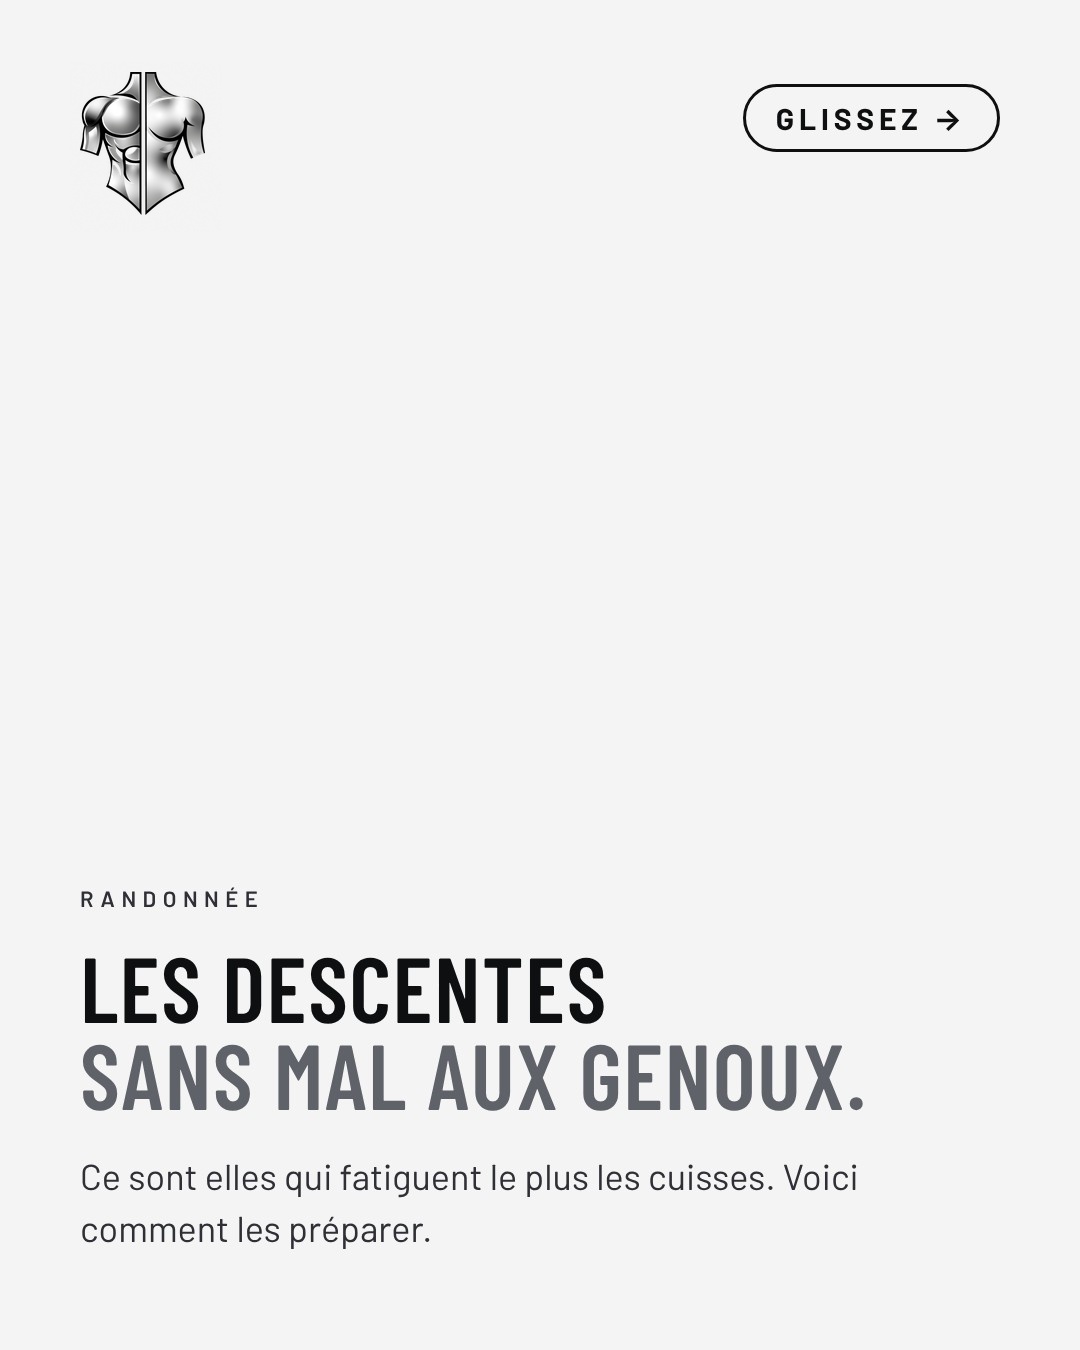 GLISSEZ →
RANDONNÉE
LES DESCENTES
SANS MAL AUX GENOUX.
Ce sont elles qui fatiguent le plus les cuisses. Voici
comment les préparer.